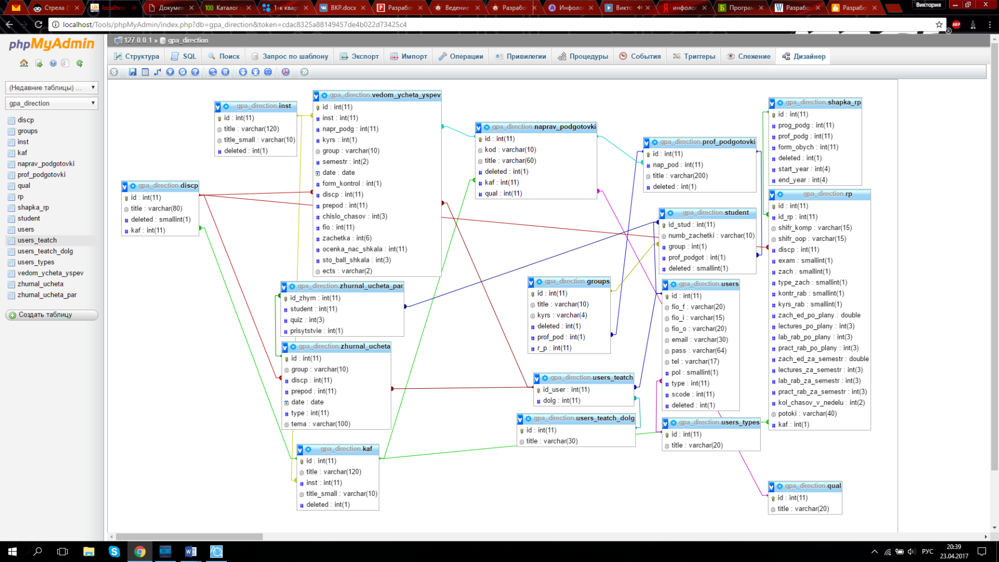 Стрела (
localhost
Докумен
Каталог
1-к квар
ВКР.docx
Разработ
Ведение
Разработ
Инфолог
Викто
инфолог
Програм
Разработ
Разработ
Виктория
localhost/Tools/phpMyAdmin/index.php?db=gpa_direction&token=cdac8325a88149457de4b022d73425c4
ABP
phpMyAdmin
127.0.0.1 » gpa_direction
Структура
SQL
Поиск
Запрос по шаблону
Экспорт
Импорт
Операции
Привилегии
Процедуры
События
Триггеры
Слежение
Дизайнер
(Недавние таблицы) ...
gpa_direction
discp
groups
inst
kaf
naprav_podgotovki
prof_podgotovki
qual
rp
shapka_rp
student
users
users_teatch
users_teatch_dolg
users_types
vedom_ycheta_yspev
zhurnal_ucheta
zhurnal_ucheta_par
Создать таблицу
gpa_direction.inst
id : int(11)
title : varchar(120)
title_small : varchar(10)
deleted : int(1)
gpa_direction.vedom_ycheta_yspev
id : int(11)
inst : int(11)
napr_podg : int(11)
kyrs : int(1)
group : varchar(10)
semestr : int(2)
date : date
form_kontrol : int(1)
discp : int(11)
prepod : int(11)
chislo_chasov : int(3)
fio : int(11)
zachetka : int(6)
ocenka_nac_shkala : int(11)
sto_ball_shkala : int(3)
ects : varchar(2)
gpa_direction.naprav_podgotovki
id : int(11)
kod : varchar(10)
title : varchar(60)
deleted : int(1)
kaf : int(11)
qual : int(11)
gpa_direction.prof_podgotovki
id : int(11)
nap_pod : int(11)
title : varchar(200)
deleted : int(1)
gpa_direction.shapka_rp
id : int(11)
prog_podg : int(11)
prof_podg : int(11)
form_obych : int(11)
deleted : int(1)
start_year : int(4)
end_year : int(4)
gpa_direction.discp
id : int(11)
title : varchar(80)
deleted : smallint(1)
kaf : int(11)
gpa_direction.rp
id : int(11)
id_rp : int(11)
shifr_komp : varchar(15)
shifr_oop : varchar(15)
discp : int(11)
exam : smallint(1)
zach : smallint(1)
type_zach : smallint(1)
kontr_rab : smallint(1)
kyrs_rab : smallint(1)
zach_ed_po_plany : double
lectures_po_plany : int(3)
lab_rab_po_plany : int(3)
pract_rab_po_plany : int(3)
zach_ed_za_semestr : double
lectures_za_semestr : int(3)
lab_rab_za_semestr : int(3)
pract_rab_za_semestr : int(3)
kol_chasov_v_nedelu : int(2)
potoki : varchar(40)
kaf : int(1)
gpa_direction.student
id_stud : int(11)
numb_zachetki : varchar(10)
group : int(1)
prof_podgot : int(1)
deleted : smallint(1)
gpa_direction.groups
id : int(11)
title : varchar(10)
kyrs : varchar(4)
deleted : int(1)
prof_pod : int(1)
r_p : int(11)
gpa_direction.users
id : int(11)
fio_f : varchar(20)
fio_i : varchar(15)
fio_o : varchar(20)
email : varchar(30)
pass : varchar(64)
tel : varchar(17)
pol : smallint(1)
type : int(11)
scode : int(11)
deleted : int(1)
gpa_direction.zhurnal_ucheta_par
id_zhyrn : int(11)
student : int(11)
quiz : int(3)
prisytstvie : int(1)
gpa_direction.zhurnal_ucheta
id : int(11)
group : varchar(10)
discp : int(11)
prepod : int(11)
date : date
type : int(11)
tema : varchar(100)
gpa_direction.users_teatch
id_user : int(11)
dolg : int(11)
gpa_direction.users_teatch_dolg
id : int(11)
title : varchar(30)
gpa_direction.users_types
id : int(11)
title : varchar(20)
gpa_direction.kaf
id : int(11)
title : varchar(120)
inst : int(11)
title_small : varchar(10)
deleted : int(1)
gpa_direction.qual
id : int(11)
title : varchar(20)
РУС
20:39
23.04.2017